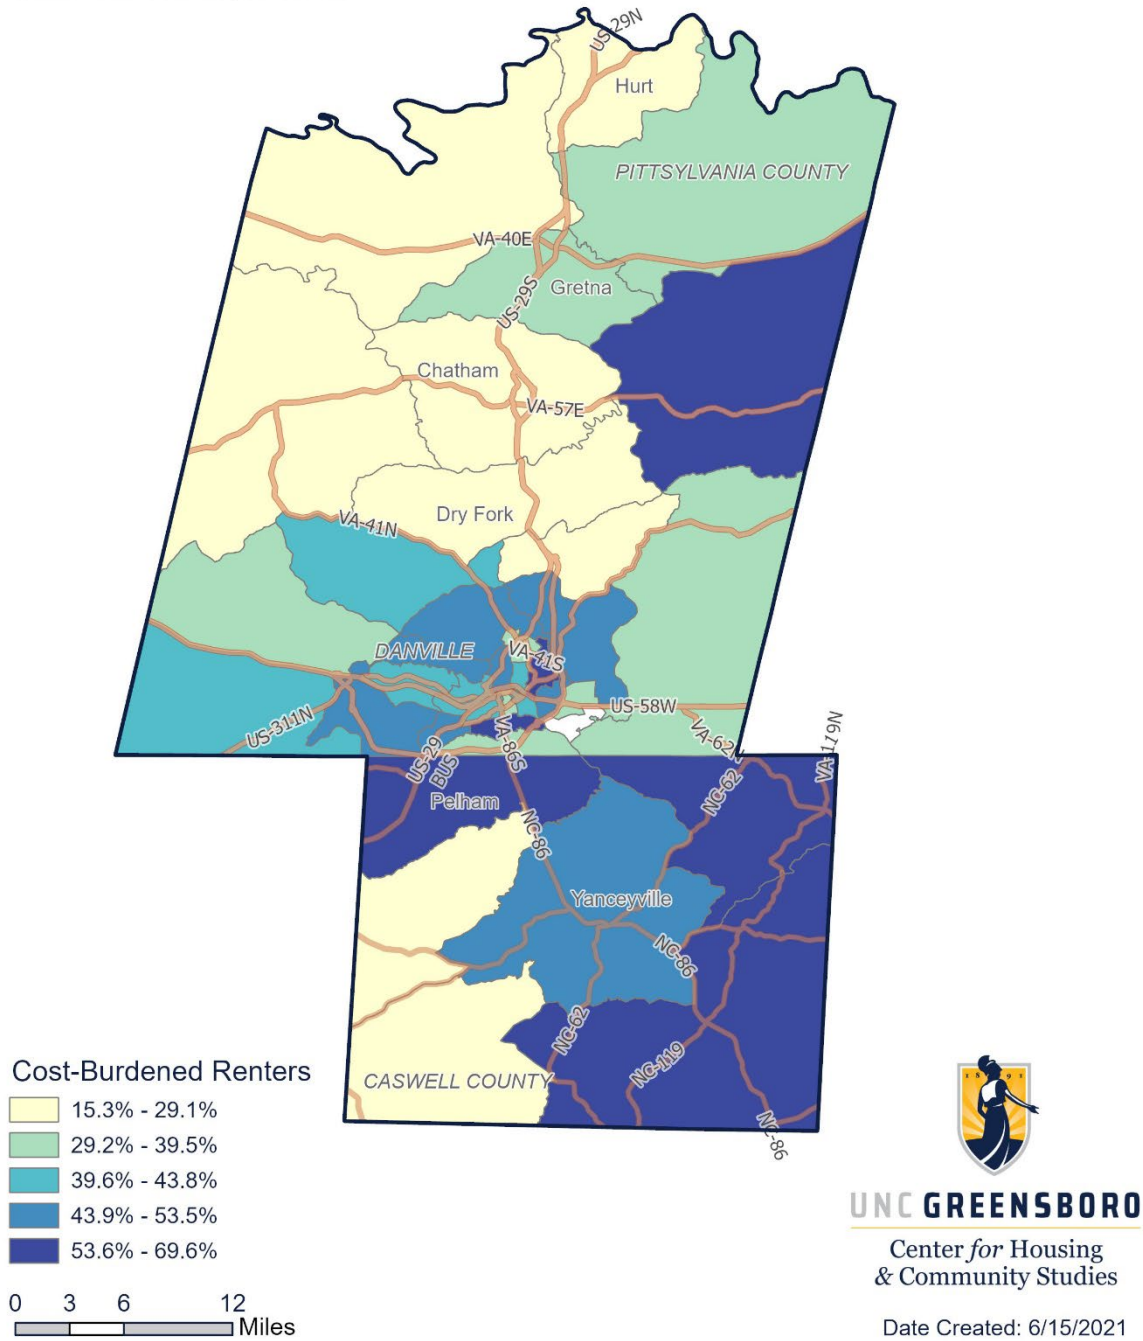 US-29N
Hurt
PITTSYLVANIA COUNTY
VA-40E
Gretna
US-29S
Chatham
VA-57E
Dry Fork
VA-41N
DANVILLE
VA-41S
US-58W
US-311N
VA-62
VA-119N
US-29
BUS
VA-86S
Pelham
NC-62
NC-86
Yanceyville
NC-86
NC-62
NC-119
CASWELL COUNTY
NC-86
Cost-Burdened Renters
15.3% - 29.1%
29.2% - 39.5%
39.6% - 43.8%
43.9% - 53.5%
53.6% - 69.6%
0 3 6 12
Miles
1891
UNC GREENSBORO
Center for Housing
& Community Studies
Date Created: 6/15/2021